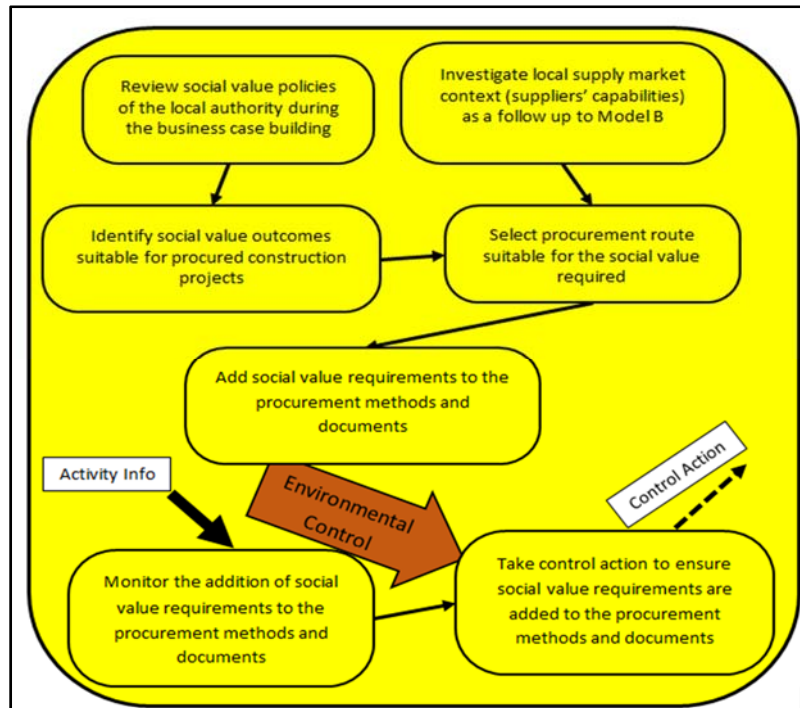 Review social value policies
of the local authority during
the business case building
Investigate local supply market
context (suppliers’ capabilities)
as a follow up to Model B
Identify social value outcomes
suitable for procured construction
projects
Select procurement route
suitable for the social value
required
Add social value requirements to the
procurement methods and
documents
Activity Info
Environmental
Control
Control Action
Monitor the addition of social
value requirements to the
procurement methods and
documents
Take control action to ensure
social value requirements are
added to the procurement
methods and documents